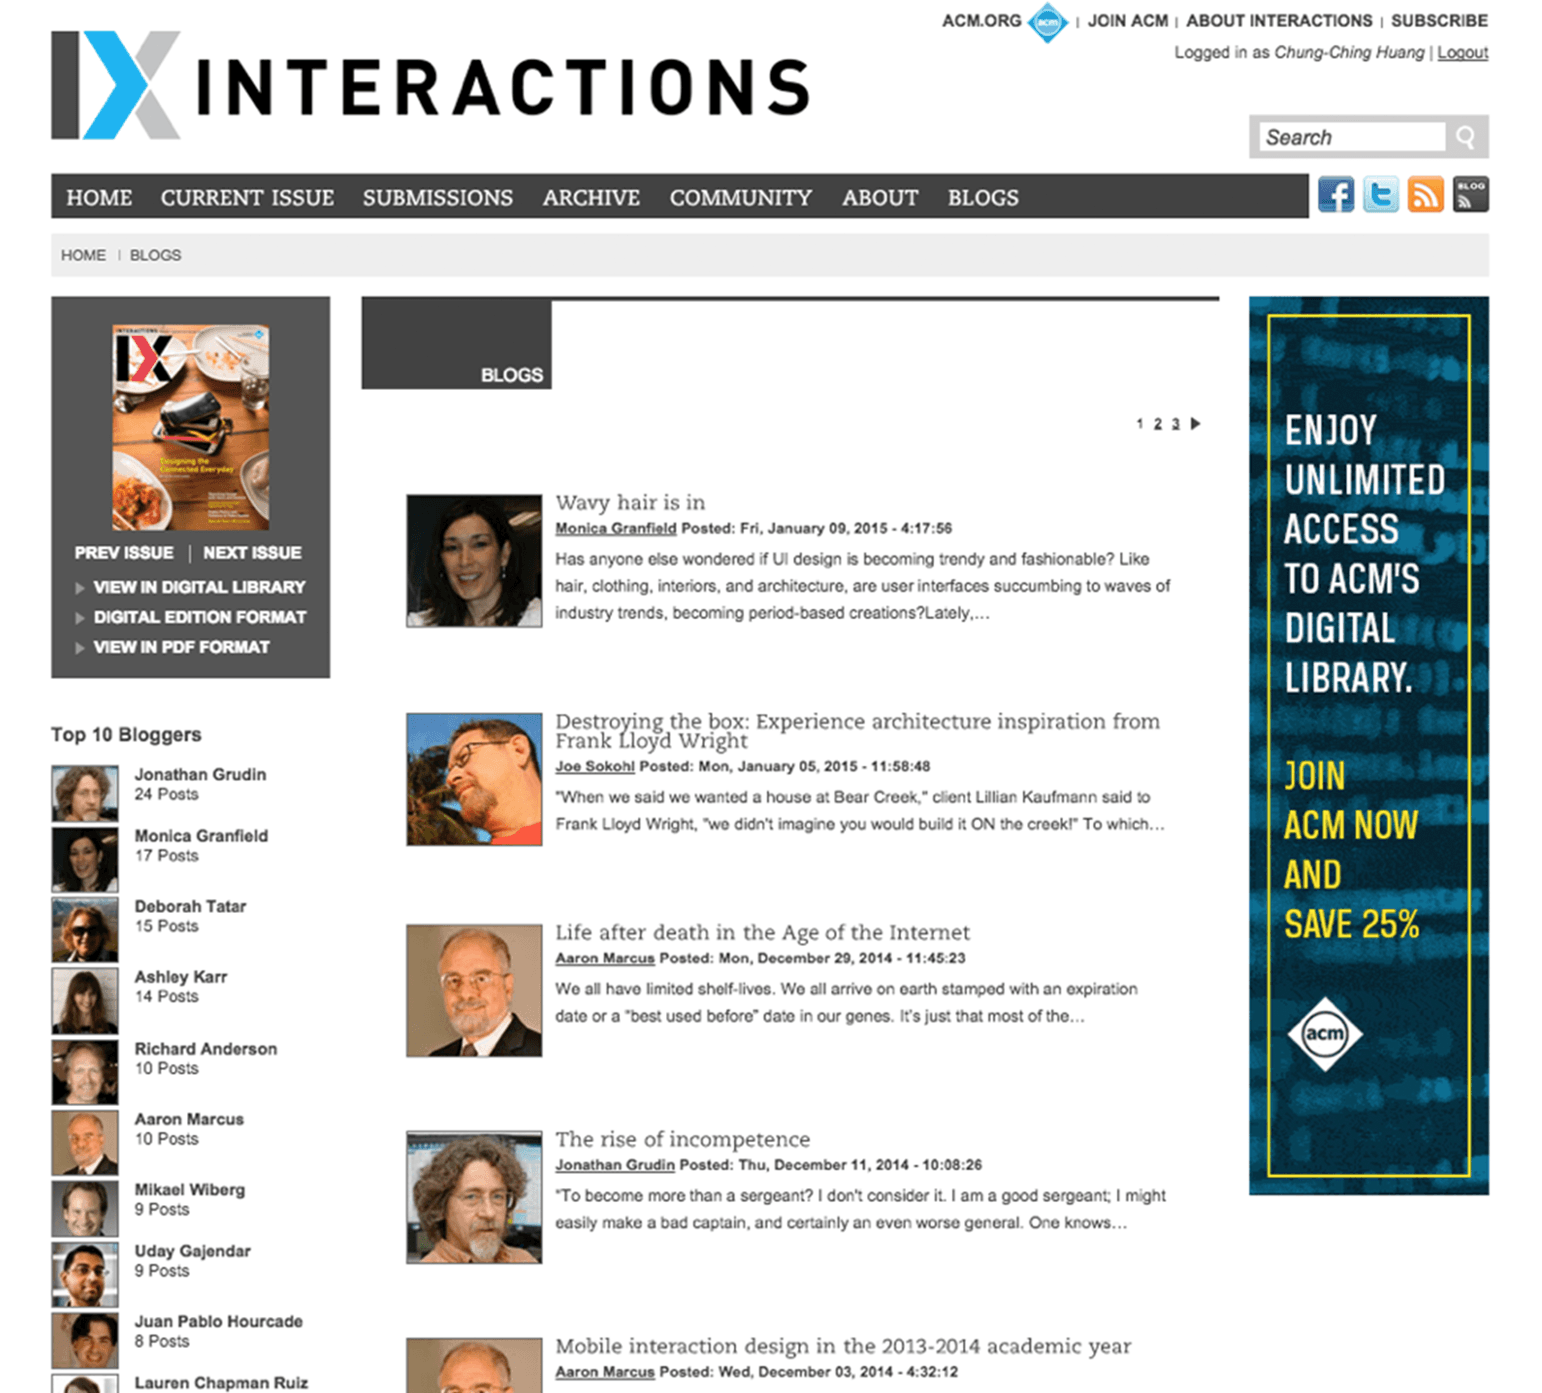 ACM.ORG acm | JOIN ACM | ABOUT INTERACTIONS | SUBSCRIBE
Logged in as Chung-Ching Huang | Logout
IX INTERACTIONS
Search
HOME CURRENT ISSUE SUBMISSIONS ARCHIVE COMMUNITY ABOUT BLOGS
BLOG
HOME | BLOGS
INTERACTIONS
IX
Designing the
Connected Everyday
PREV ISSUE | NEXT ISSUE
VIEW IN DIGITAL LIBRARY
DIGITAL EDITION FORMAT
VIEW IN PDF FORMAT
Top 10 Bloggers
Jonathan Grudin
24 Posts
Monica Granfield
17 Posts
Deborah Tatar
15 Posts
Ashley Karr
14 Posts
Richard Anderson
10 Posts
Aaron Marcus
10 Posts
Mikael Wiberg
9 Posts
Uday Gajendar
9 Posts
Juan Pablo Hourcade
8 Posts
Lauren Chapman Ruiz
BLOGS
1 2 3
Wavy hair is in
Monica Granfield Posted: Fri, January 09, 2015 - 4:17:56
Has anyone else wondered if UI design is becoming trendy and fashionable? Like
hair, clothing, interiors, and architecture, are user interfaces succumbing to waves of
industry trends, becoming period-based creations?Lately,...
Destroying the box: Experience architecture inspiration from
Frank Lloyd Wright
Joe Sokohl Posted: Mon, January 05, 2015 - 11:58:48
"When we said we wanted a house at Bear Creek," client Lillian Kaufmann said to
Frank Lloyd Wright, "we didn't imagine you would build it ON the creek!" To which...
Life after death in the Age of the Internet
Aaron Marcus Posted: Mon, December 29, 2014 - 11:45:23
We all have limited shelf-lives. We all arrive on earth stamped with an expiration
date or a “best used before” date in our genes. It’s just that most of the...
The rise of incompetence
Jonathan Grudin Posted: Thu, December 11, 2014 - 10:08:26
“To become more than a sergeant? I don't consider it. I am a good sergeant; I might
easily make a bad captain, and certainly an even worse general. One knows...
Mobile interaction design in the 2013-2014 academic year
Aaron Marcus Posted: Wed, December 03, 2014 - 4:32:12
ENJOY
UNLIMITED
ACCESS
TO ACM'S
DIGITAL
LIBRARY.
JOIN
ACM NOW
AND
SAVE 25%
acm